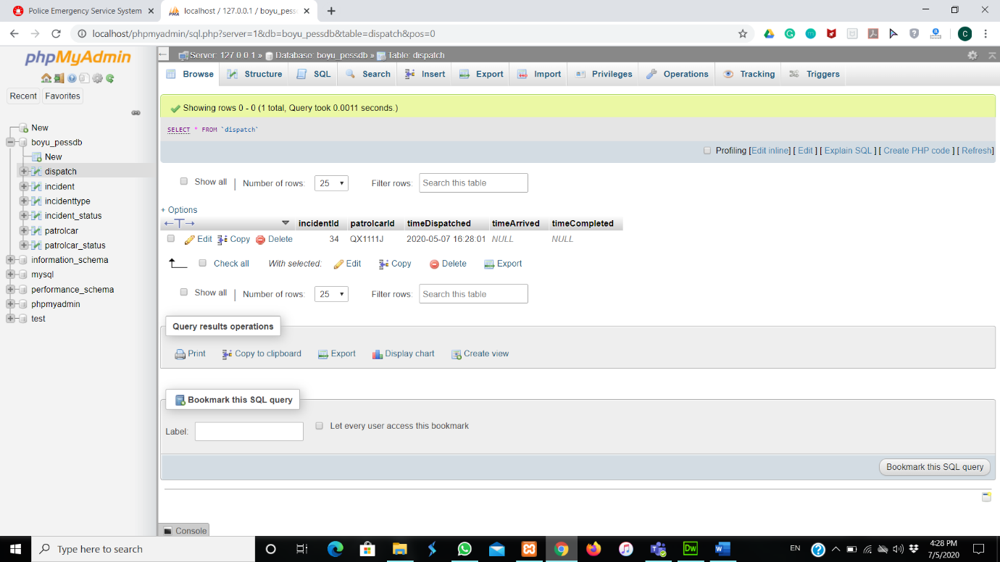 Police Emergency Service System
localhost / 127.0.0.1 / boyu_pess
localhost/phpmyadmin/sql.php?server=1&db=boyu_pessdb&table=dispatch&pos=0
C
phpMyAdmin
Recent Favorites
New
boyu_pessdb
New
dispatch
incident
incidenttype
incident_status
patrolcar
patrolcar_status
information_schema
mysql
performance_schema
phpmyadmin
test
Server: 127.0.0.1 » Database: boyu_pessdb » Table: dispatch
Browse Structure SQL Search Insert Export Import Privileges Operations Tracking Triggers
Showing rows 0 - 0 (1 total, Query took 0.0011 seconds.)
SELECT * FROM `dispatch`
Profiling [Edit inline] [ Edit ] [ Explain SQL ] [ Create PHP code ] [ Refresh]
Show all | Number of rows: 25 Filter rows: Search this table
+ Options
←T→ incidentId patrolcarId timeDispatched timeArrived timeCompleted
Edit Copy Delete 34 QX1111J 2020-05-07 16:28:01 NULL NULL
Check all With selected: Edit Copy Delete Export
Show all | Number of rows: 25 Filter rows: Search this table
Query results operations
Print Copy to clipboard Export Display chart Create view
Bookmark this SQL query
Label: Let every user access this bookmark
Bookmark this SQL query
Console
Type here to search
Dw
W
EN
4:28 PM
7/5/2020